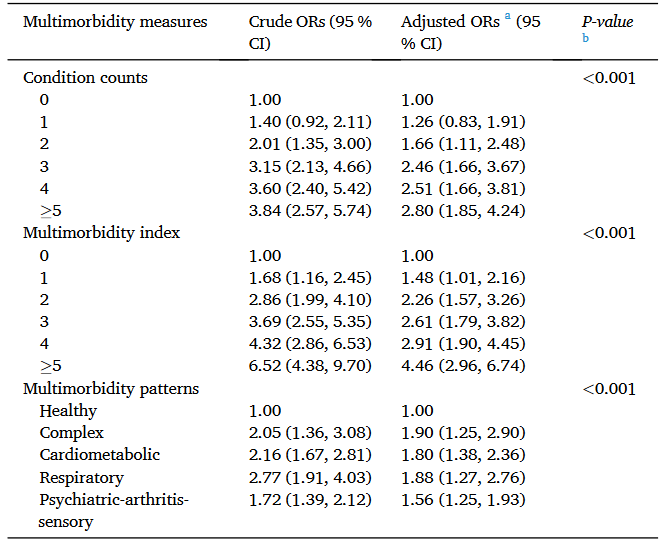 Multimorbidity measures Crude ORs (95 % CI) Adjusted ORs a (95 % CI) P-value b
Condition counts <0.001
0 1.00 1.00
1 1.40 (0.92, 2.11) 1.26 (0.83, 1.91)
2 2.01 (1.35, 3.00) 1.66 (1.11, 2.48)
3 3.15 (2.13, 4.66) 2.46 (1.66, 3.67)
4 3.60 (2.40, 5.42) 2.51 (1.66, 3.81)
≥5 3.84 (2.57, 5.74) 2.80 (1.85, 4.24)
Multimorbidity index <0.001
0 1.00 1.00
1 1.68 (1.16, 2.45) 1.48 (1.01, 2.16)
2 2.86 (1.99, 4.10) 2.26 (1.57, 3.26)
3 3.69 (2.55, 5.35) 2.61 (1.79, 3.82)
4 4.32 (2.86, 6.53) 2.91 (1.90, 4.45)
≥5 6.52 (4.38, 9.70) 4.46 (2.96, 6.74)
Multimorbidity patterns <0.001
Healthy 1.00 1.00
Complex 2.05 (1.36, 3.08) 1.90 (1.25, 2.90)
Cardiometabolic 2.16 (1.67, 2.81) 1.80 (1.38, 2.36)
Respiratory 2.77 (1.91, 4.03) 1.88 (1.27, 2.76)
Psychiatric-arthritis- 1.72 (1.39, 2.12) 1.56 (1.25, 1.93)
sensory